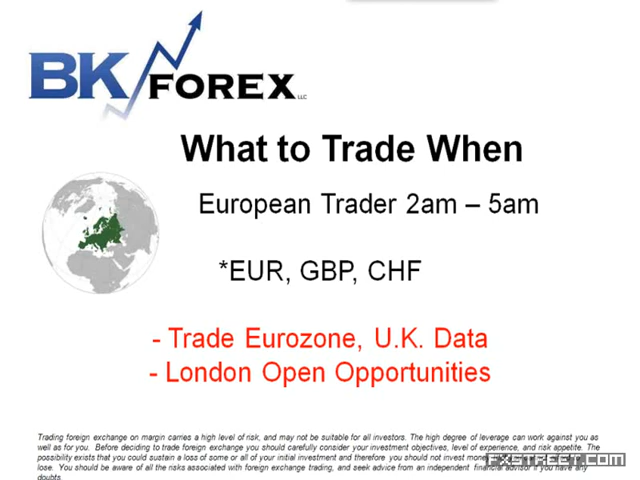 BK FOREX LLC
What to Trade When
European Trader 2am – 5am
*EUR, GBP, CHF
- Trade Eurozone, U.K. Data
- London Open Opportunities
Trading foreign exchange on margin carries a high level of risk, and may not be suitable for all investors. The high degree of leverage can work against you as
well as for you. Before deciding to trade foreign exchange you should carefully consider your investment objectives, level of experience, and risk appetite. The
possibility exists that you could sustain a loss of some or all of your initial investment and therefore you should not invest
lose. You should be aware of all the risks associated with foreign exchange trading, and seek advice from an independent financial advisor if you have any
doubts.
FXSTREET.COM